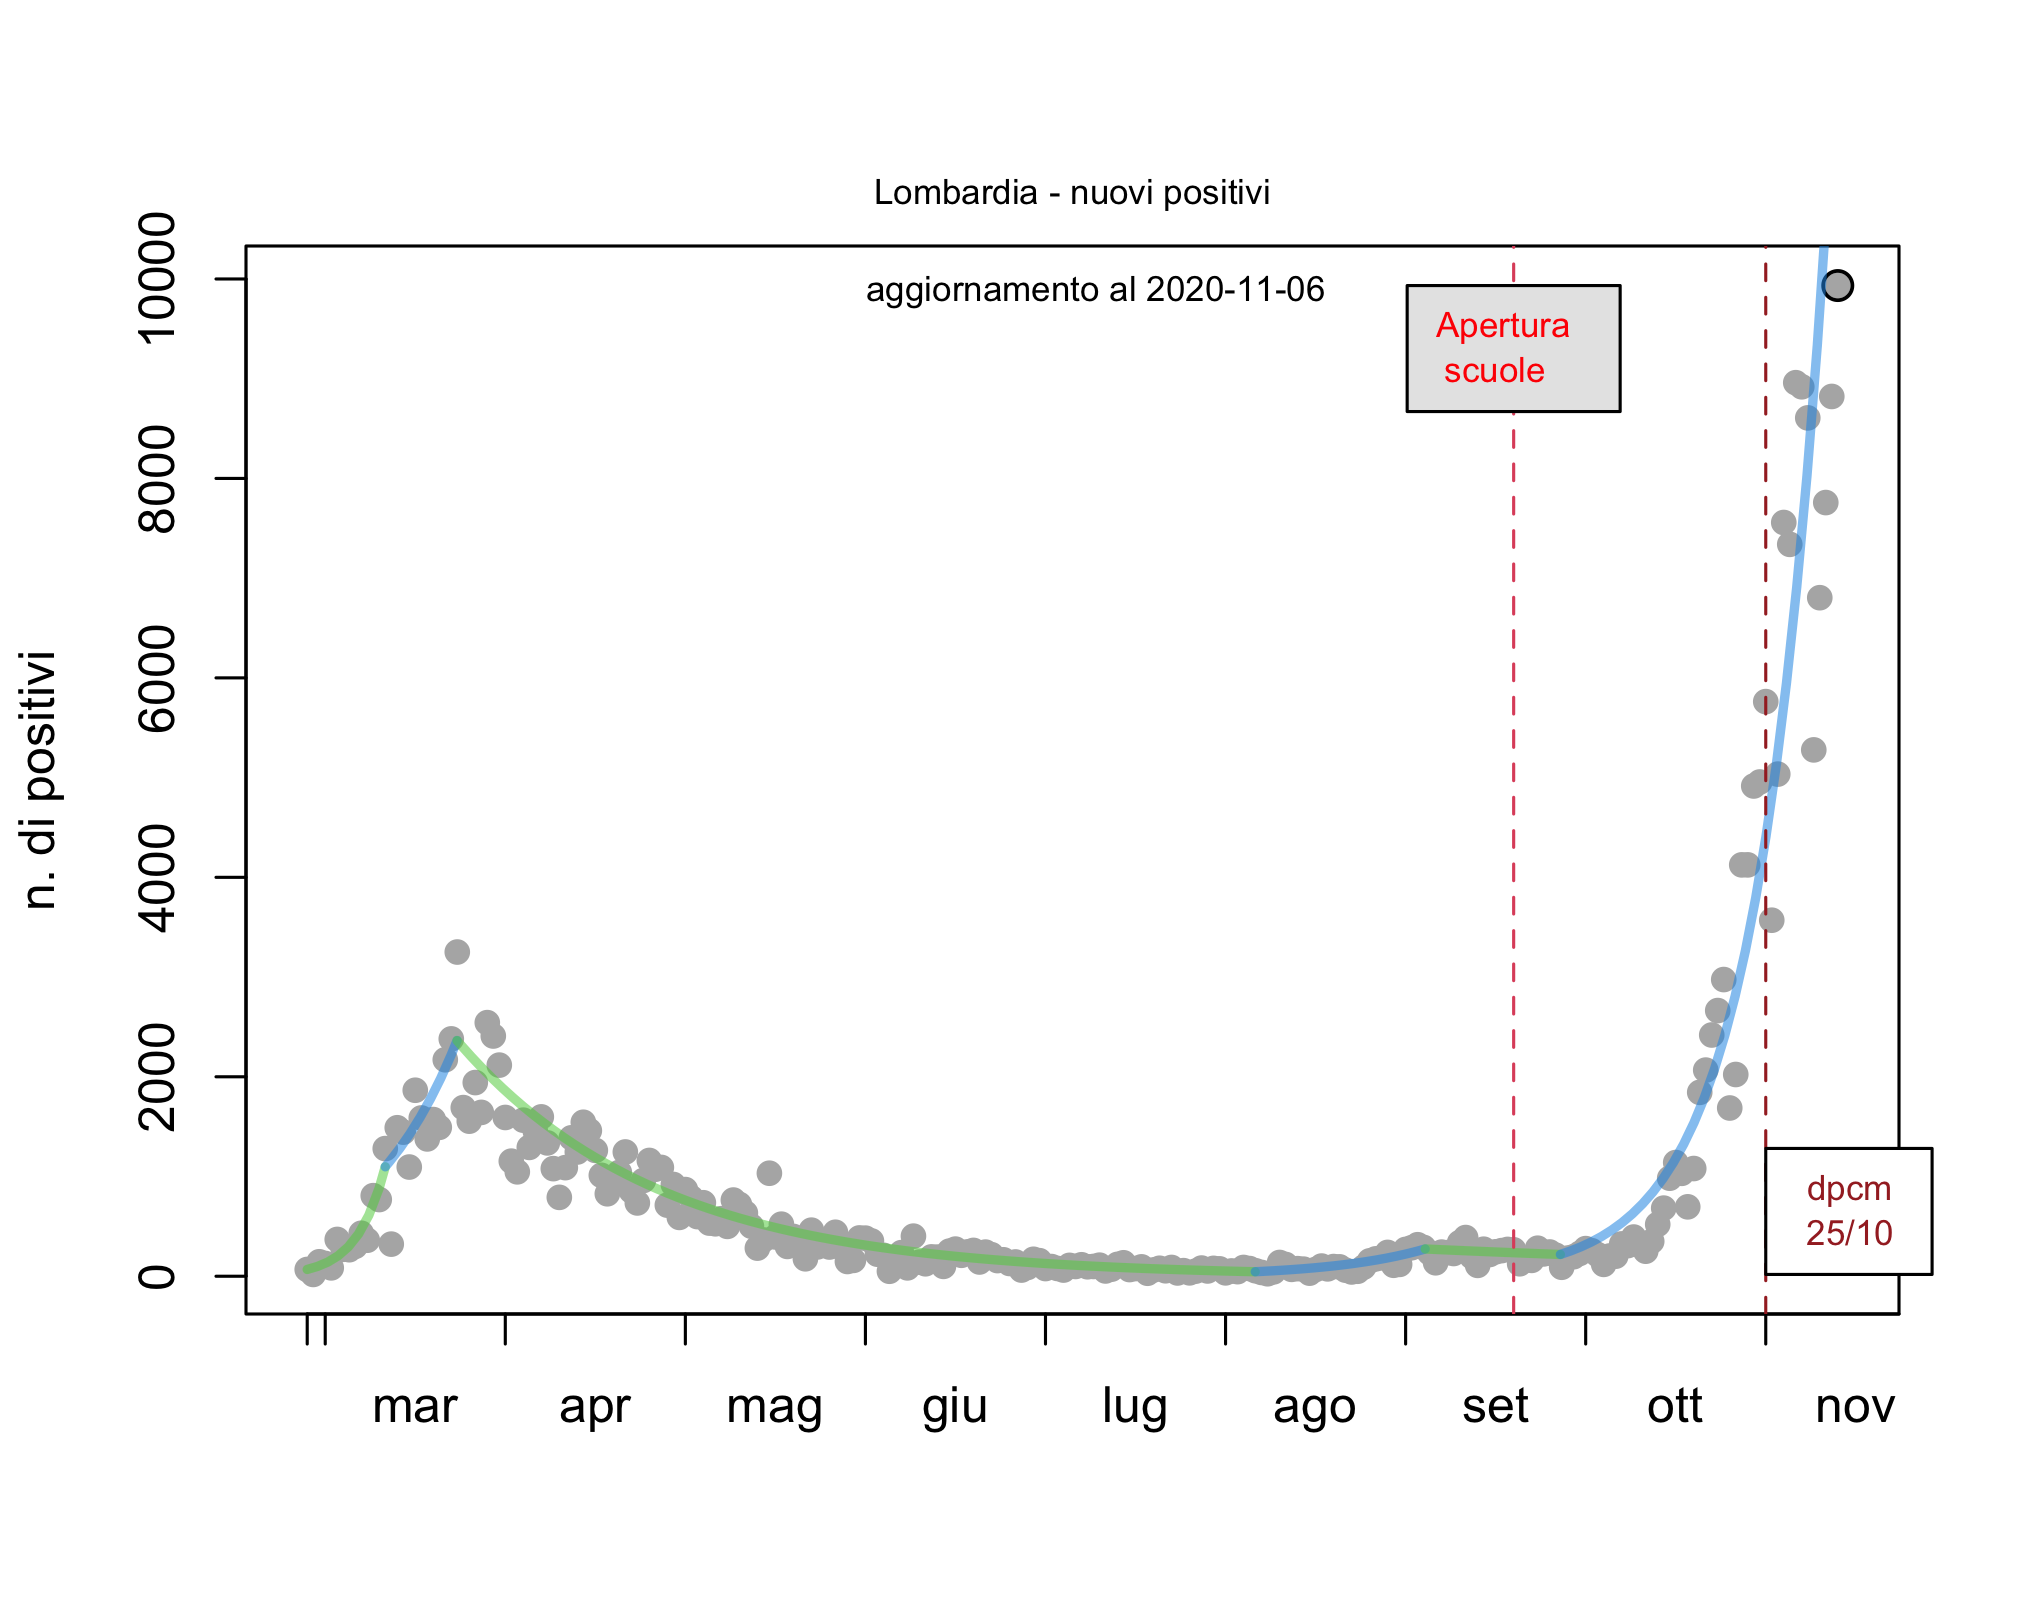 Lombardia - nuovi positivi
aggiornamento al 2020-11-06
Apertura
scuole
n. di positivi
10000
8000
6000
4000
2000
0
dpcm
25/10
mar apr mag giu lug ago set ott nov